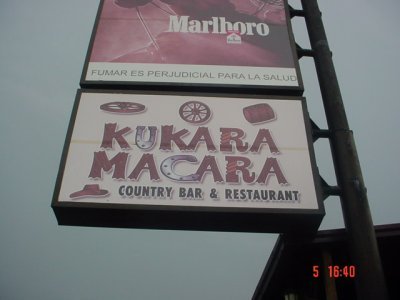 Marlboro
FUMAR ES PERJUDICIAL PARA LA SALUD
KUKARA
MACARA
COUNTRY BAR & RESTAURANT
5 16:40